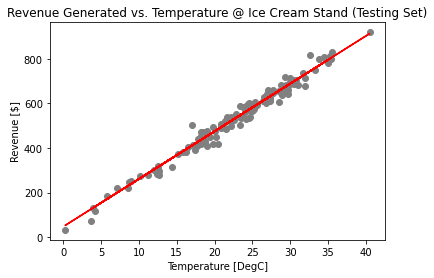 Revenue Generated vs. Temperature @ Ice Cream Stand (Testing Set)
Revenue [$]
800
600
400
200
0
0 5 10 15 20 25 30 35 40
Temperature [DegC]